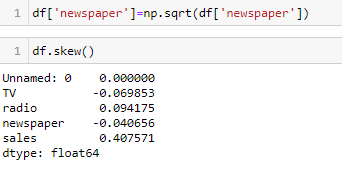 1 df['newspaper']=np.sqrt(df['newspaper'])
1 df.skew()
Unnamed: 0    0.000000
TV           -0.069853
radio         0.094175
newspaper    -0.040656
sales         0.407571
dtype: float64